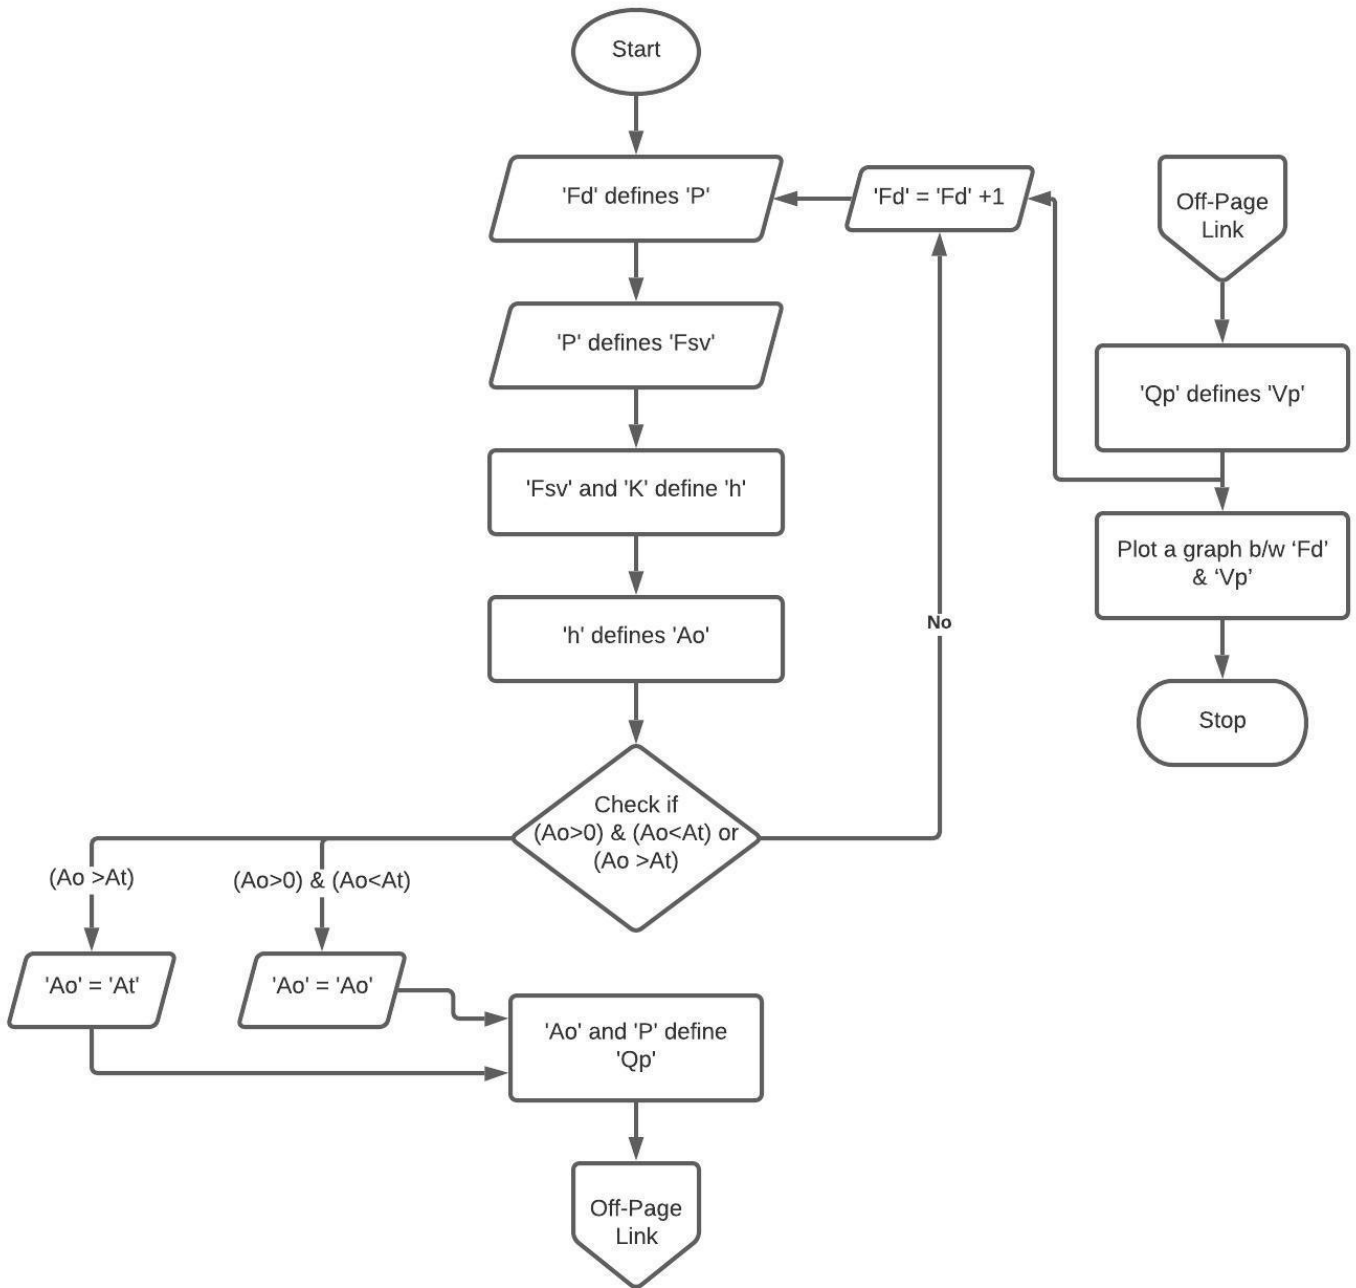 Start
'Fd' defines 'P'
'Fd' = 'Fd' +1
Off-Page
Link
'P' defines 'Fsv'
'Qp' defines 'Vp'
'Fsv' and 'K' define 'h'
Plot a graph b/w ‘Fd’
& ‘Vp’
'h' defines 'Ao'
No
Stop
Check if
(Ao>0) & (Ao<At) or
(Ao >At)
(Ao >At)
(Ao>0) & (Ao<At)
'Ao' = 'At'
'Ao' = 'Ao'
'Ao' and 'P' define
'Qp'
Off-Page
Link